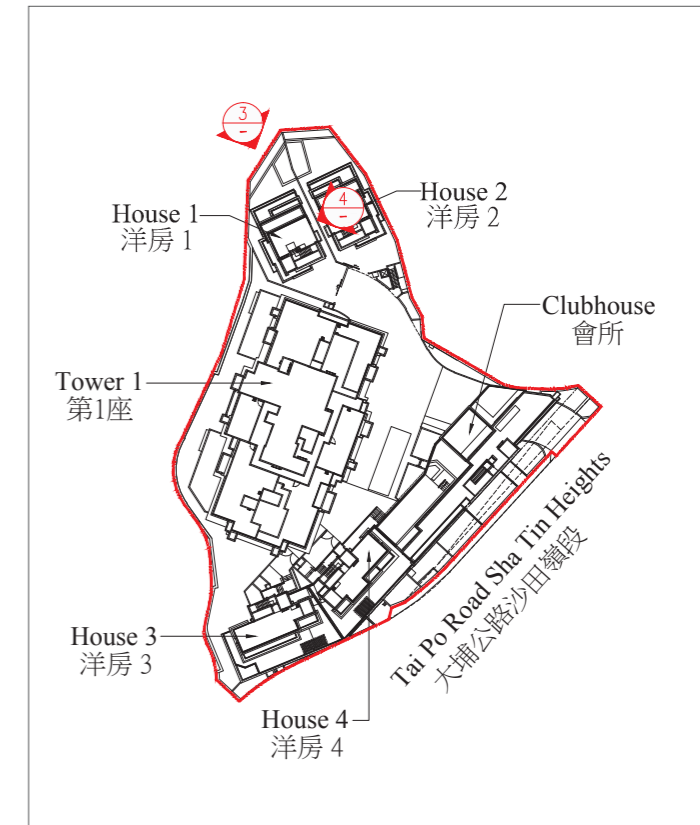 3
-
4
-
House 1
洋房 1
House 2
洋房 2
Clubhouse
會所
Tower 1
第1座
Tai Po Road Sha Tin Heights
大埔公路沙田嶺段
House 3
洋房 3
House 4
洋房 4